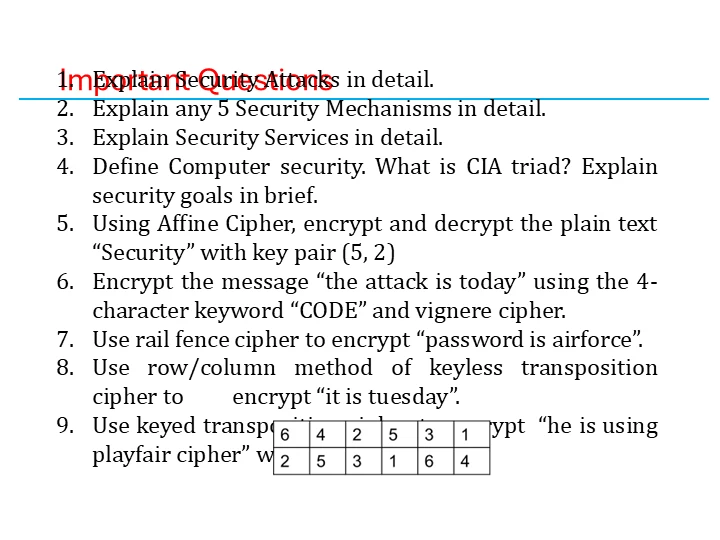 Important Questions
1. Explain Security Attacks in detail.
2. Explain any 5 Security Mechanisms in detail.
3. Explain Security Services in detail.
4. Define Computer security. What is CIA triad? Explain
security goals in brief.
5. Using Affine Cipher, encrypt and decrypt the plain text
“Security” with key pair (5, 2)
6. Encrypt the message “the attack is today” using the 4-
character keyword “CODE” and vignere cipher.
7. Use rail fence cipher to encrypt “password is airforce”.
8. Use row/column method of keyless transposition
cipher to encrypt “it is tuesday”.
9. Use keyed “he is using
playfair cipher”
6 4 2 5 3 1
2 5 3 1 6 4